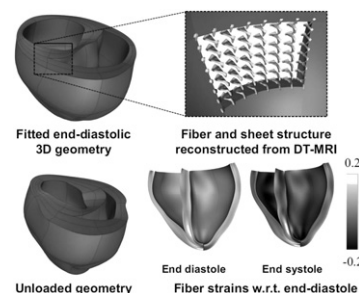 Fitted end-diastolic
3D geometry
Fiber and sheet structure
reconstructed from DT-MRI
0.2
End diastole
End systole
-0.2
Unloaded geometry
Fiber strains w.r.t. end-diastole